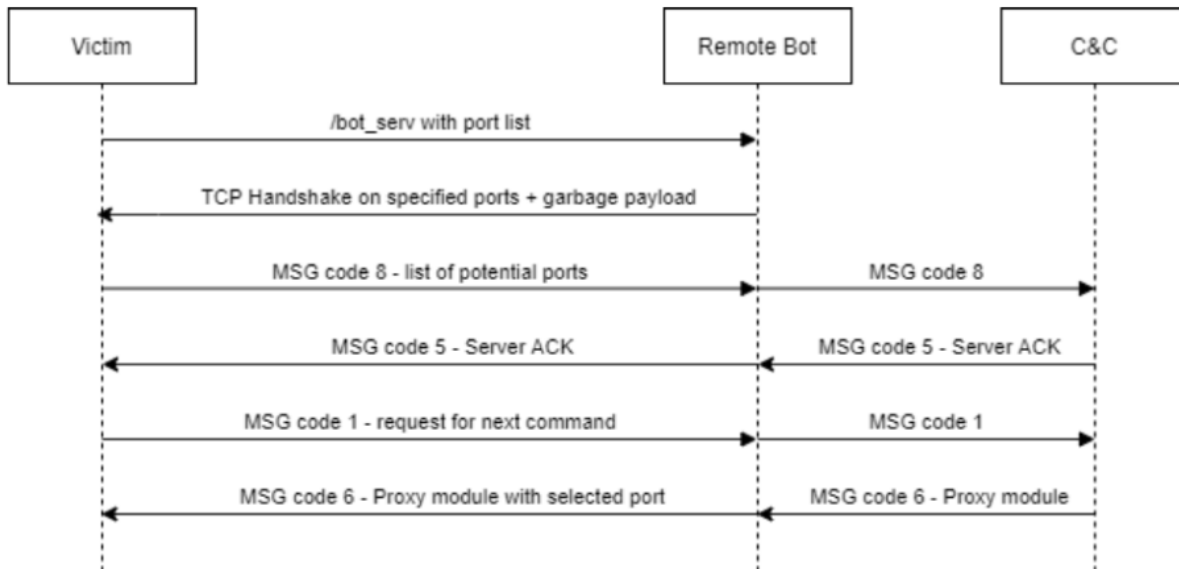 Victim
Remote Bot
C&C
/bot_serv with port list
TCP Handshake on specified ports + garbage payload
MSG code 8 - list of potential ports
MSG code 8
MSG code 5 - Server ACK
MSG code 5 - Server ACK
MSG code 1 - request for next command
MSG code 1
MSG code 6 - Proxy module with selected port
MSG code 6 - Proxy module